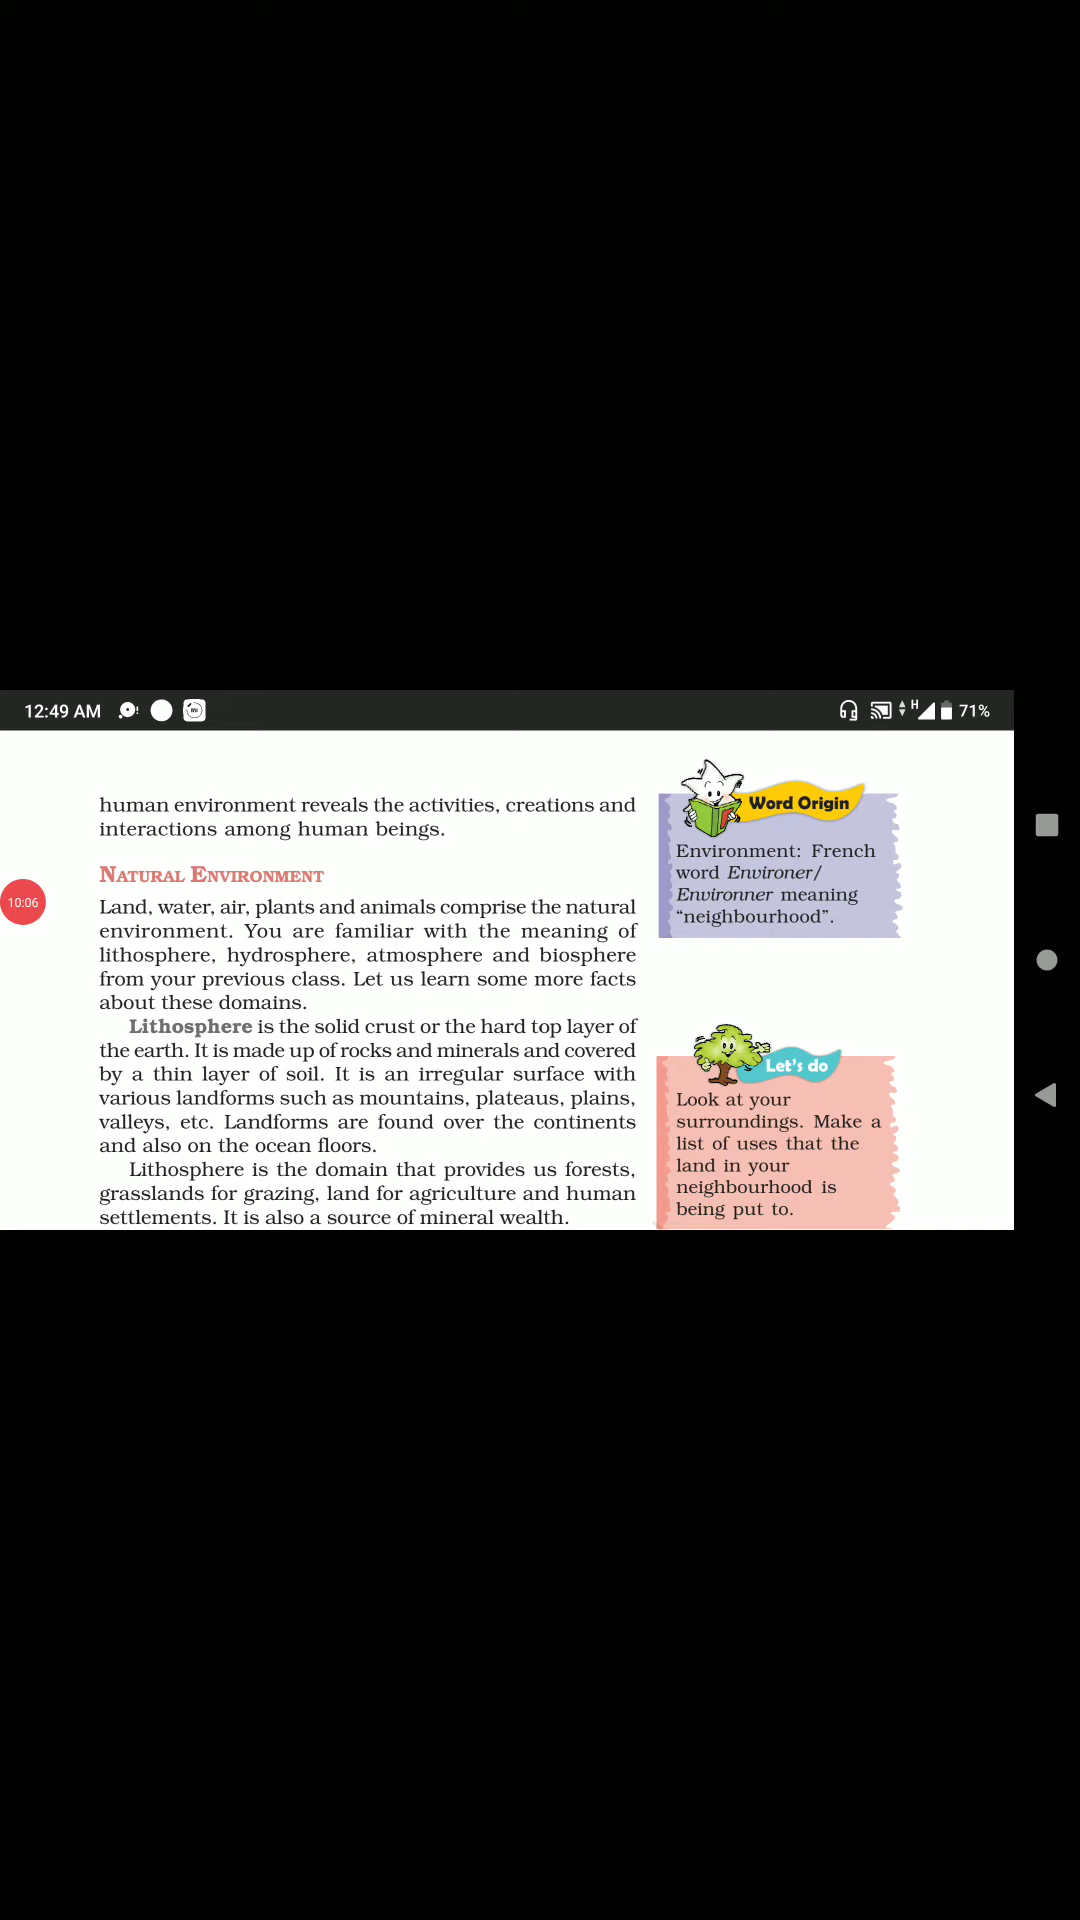 12:49 AM
H
71%
human environment reveals the activities, creations and
interactions among human beings.
NATURAL ENVIRONMENT
10:06
Land, water, air, plants and animals comprise the natural
environment. You are familiar with the meaning of
lithosphere, hydrosphere, atmosphere and biosphere
from your previous class. Let us learn some more facts
about these domains.
Lithosphere is the solid crust or the hard top layer of
the earth. It is made up of rocks and minerals and covered
by a thin layer of soil. It is an irregular surface with
various landforms such as mountains, plateaus, plains,
valleys, etc. Landforms are found over the continents
and also on the ocean floors.
Lithosphere is the domain that provides us forests,
grasslands for grazing, land for agriculture and human
settlements. It is also a source of mineral wealth.
Word Origin
Environment: French
word Environer/
Environner meaning
“neighbourhood”.
Let's do
Look at your
surroundings. Make a
list of uses that the
land in your
neighbourhood is
being put to.